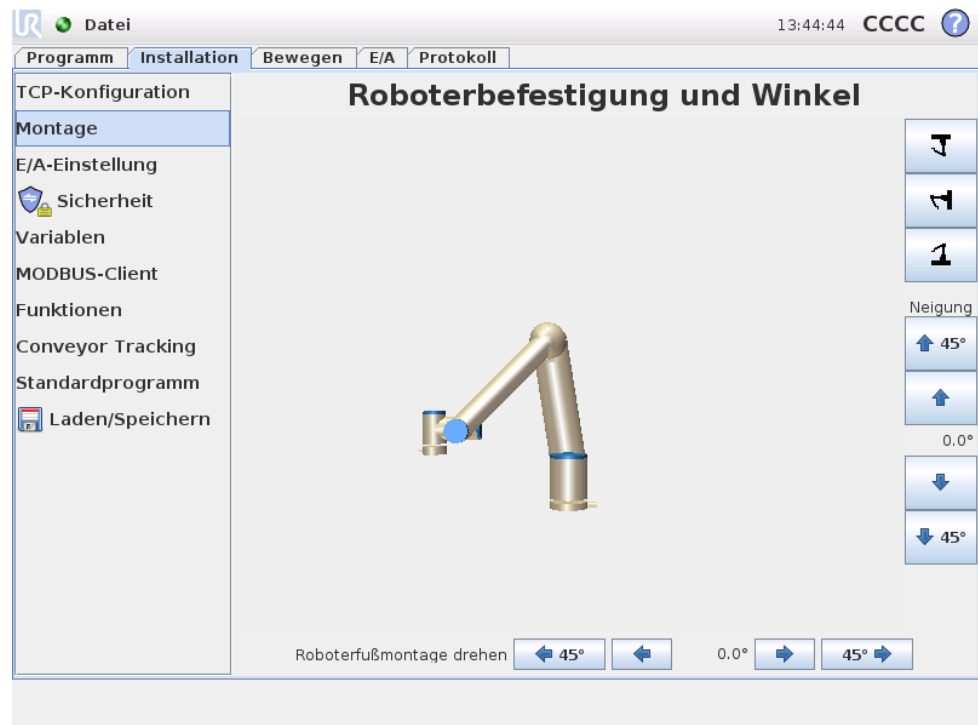 UR Datei 13:44:44 CCCC ?
Programm Installation Bewegen E/A Protokoll
TCP-Konfiguration
Montage
E/A-Einstellung
Sicherheit
Variablen
MODBUS-Client
Funktionen
Conveyor Tracking
Standardprogramm
Laden/Speichern
Roboterbefestigung und Winkel
Neigung
45°
0.0°
45°
Roboterfußmontage drehen 45° 0.0° 45°